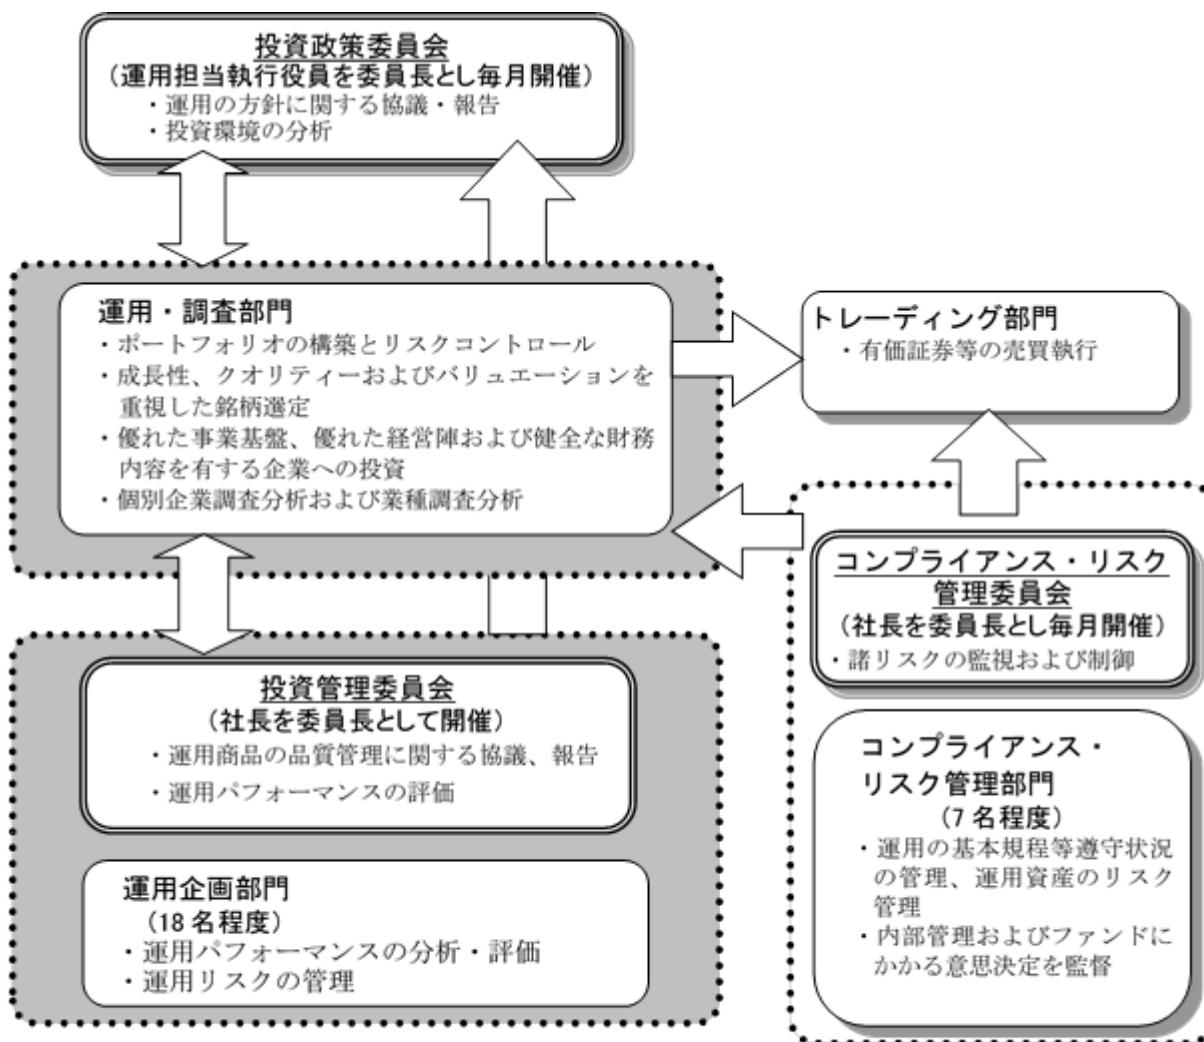 投資政策委員会
(運用担当執行役員を委員長とし毎月開催)
・運用の方針に関する協議・報告
・投資環境の分析
運用・調査部門
・ポートフォリオの構築とリスクコントロール
・成長性、クオリティーおよびバリュエーションを
重視した銘柄選定
・優れた事業基盤、優れた経営陣および健全な財務
内容を有する企業への投資
・個別企業調査分析および業種調査分析
トレーディング部門
・有価証券等の売買執行
投資管理委員会
(社長を委員長として開催)
・運用商品の品質管理に関する協議、報告
・運用パフォーマンスの評価
運用企画部門
(18 名程度)
・運用パフォーマンスの分析・評価
・運用リスクの管理
コンプライアンス・リスク
管理委員会
(社長を委員長とし毎月開催)
・諸リスクの監視および制御
コンプライアンス・
リスク管理部門
(7 名程度)
・運用の基本規程等遵守状況
の管理、運用資産のリスク
管理
・内部管理およびファンドに
かかる意思決定を監督